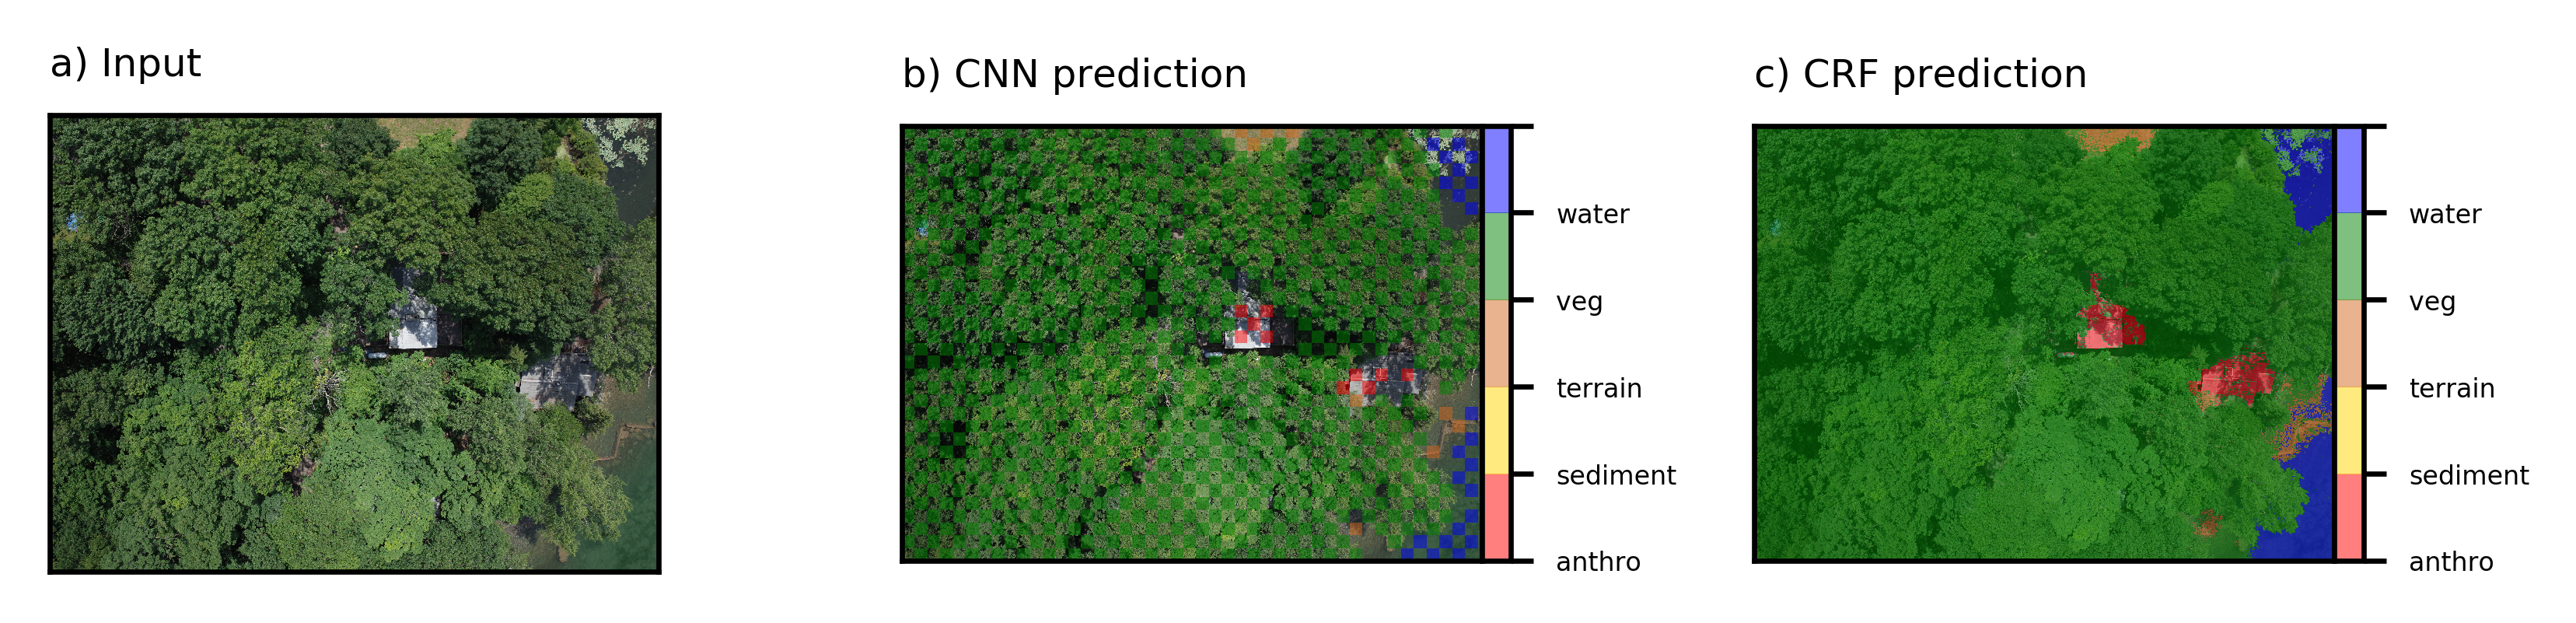 a) Input
b) CNN prediction
c) CRF prediction
water
veg
terrain
sediment
anthro
water
veg
terrain
sediment
anthro